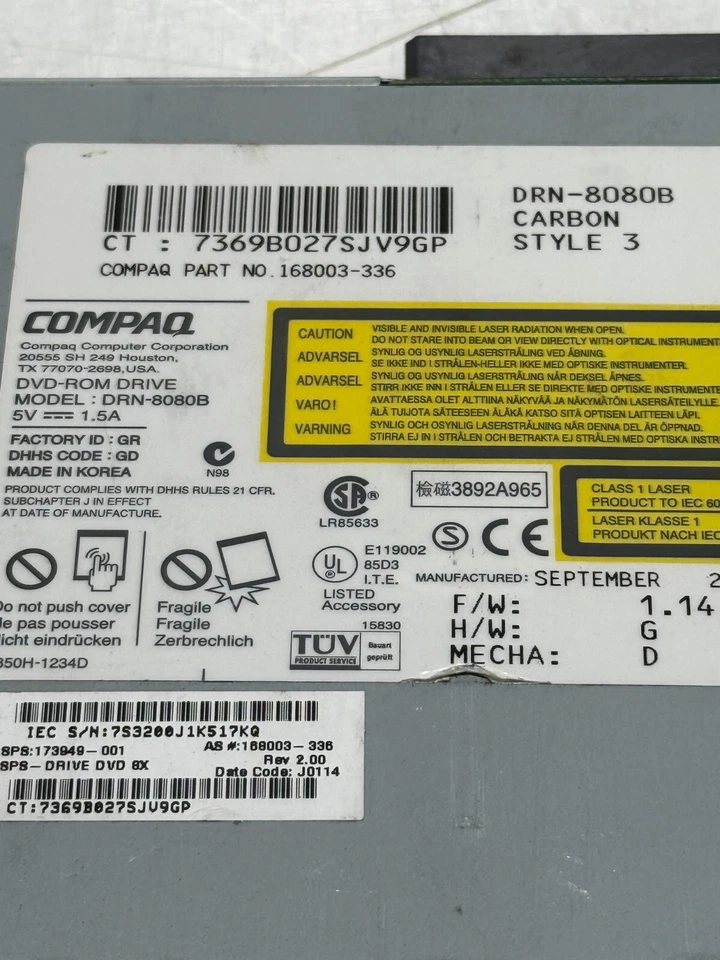 DRN-8080B
CARBON
STYLE 3
CT : 7369B027SJV9GP
COMPAQ PART NO.168003-336
COMPAQ
Compaq Computer Corporation
20555 SH 249 Houston,
TX 77070-2698,USA.
DVD-ROM DRIVE
MODEL : DRN-8080B
5V 1.5A
FACTORY ID : GR
DHHS CODE : GD
MADE IN KOREA
N98
PRODUCT COMPLIES WITH DHHS RULES 21 CFR.
SUBCHAPTER J IN EFFECT
AT DATE OF MANUFACTURE.
CAUTION VISIBLE AND INVISIBLE LASER RADIATION WHEN OPEN.
DO NOT STARE INTO BEAM OR VIEW DIRECTLY WITH OPTICAL INSTRUMENT
ADVARSEL SYNLIG OG USYNLIG LASERSTRÅLING VED ÅBNING.
SE IKKE IND I STRÅLEN-HELLER IKKE MED OPTISKE INSTRUMENTER.
ADVARSEL SYNLIG OG USYNLIG LASERSTRÅLING NÅR DEKSEL ÅPNES.
STIRR IKKE INN I STRÅLEN ELLER SE DIREKTE MED OPTISKE INSTRUME
VARO! AVATTAESSA OLET ALTTIINA NÄKYVÄÄ JA NÄKYMÄTÖN LASERSÄTEILYLLE.
ÄLÄ TUIJOTA SÄTEESEEN ÄLÄKÄ KATSO SITÄ OPTISEN LAITTEEN LÄPI.
VARNING SYNLIG OCH OSYNLIG LASERSTRÅLNING NÄR DENNA DEL ÄR ÖPPNAD.
STIRRA EJ IN I STRÅLEN OCH BETRAKTA EJ STRÅLEN MED OPTISKA INST
CLASS 1 LASER
PRODUCT TO IEC 60
LASER KLASSE 1
PRODUKT NACH IEC
SA ®
LR85633
檢磁3892A965
S CE
UL
E119002
85D3
I.T.E.
LISTED
Accessory
15830
TÜV
PRODUCT SERVICE
Bauart
geprüft
MANUFACTURED: SEPTEMBER 2
F/W: 1.14
H/W: G
MECHA: D
Do not push cover
Ne pas pousser
Nicht eindrücken
Fragile
Fragile
Zerbrechlich
850H-1234D
IEC S/N:7S3200J1K517KQ
SPS:173949-001 AS #:168003-336
SPS-DRIVE DVD 8X Rev 2.00
Date Code: J0114
CT:7369B027SJV9GP